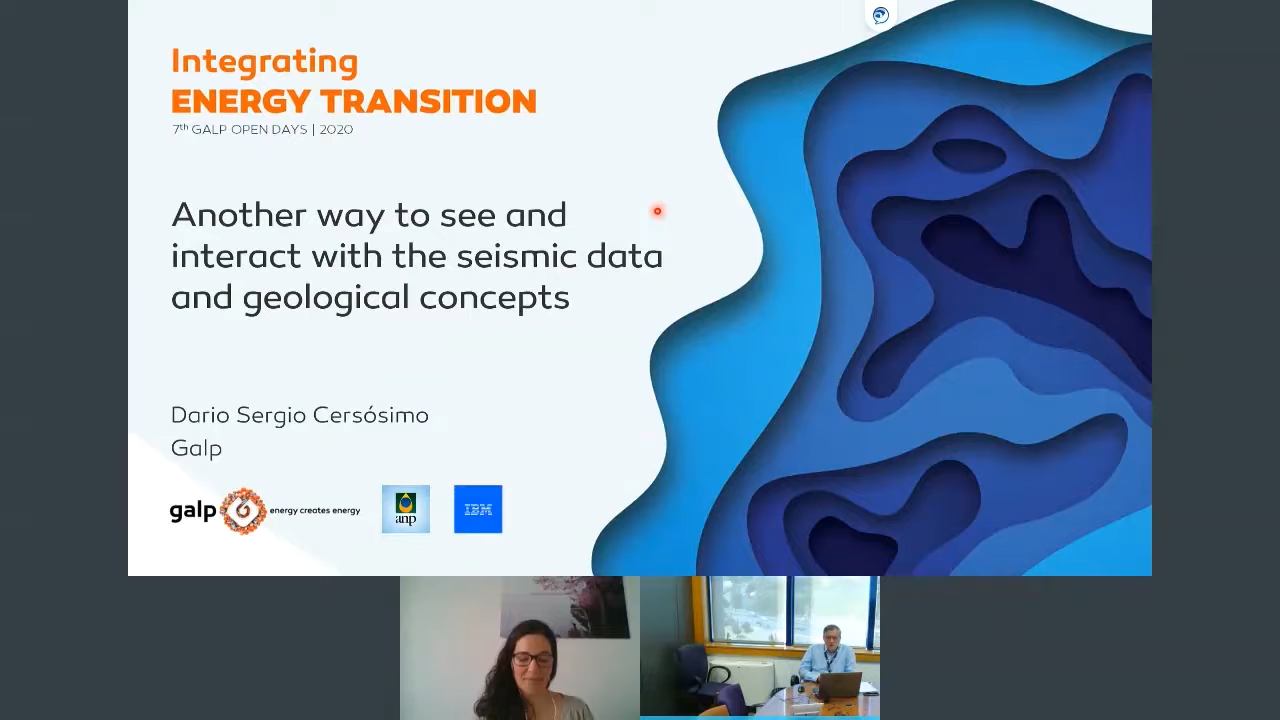 Integrating
ENERGY TRANSITION
7th GALP OPEN DAYS | 2020
Another way to see and
interact with the seismic data
and geological concepts
Dario Sergio Cersósimo
Galp
galp energy creates energy anp IBM